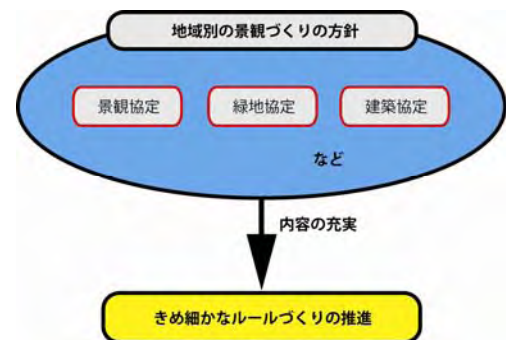 地域別の景観づくりの方針
景観協定
緑地協定
建築協定
など
内容の充実
きめ細かなルールづくりの推進